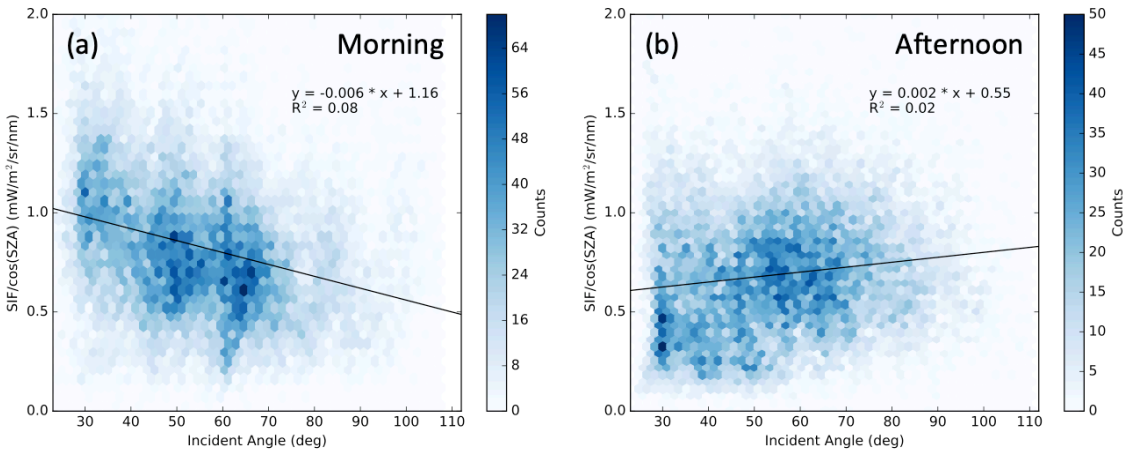 (a) Morning
y = -0.006 * x + 1.16
R² = 0.08
2.0
1.5
1.0
0.5
0.0
SIF/cos(SZA) (mW/m²/sr/nm)
30 40 50 60 70 80 90 100 110
Incident Angle (deg)
64
56
48
40
32
24
16
8
0
Counts
(b) Afternoon
y = 0.002 * x + 0.55
R² = 0.02
2.0
1.5
1.0
0.5
0.0
SIF/cos(SZA) (mW/m²/sr/nm)
30 40 50 60 70 80 90 100 110
Incident Angle (deg)
50
45
40
35
30
25
20
15
10
5
0
Counts